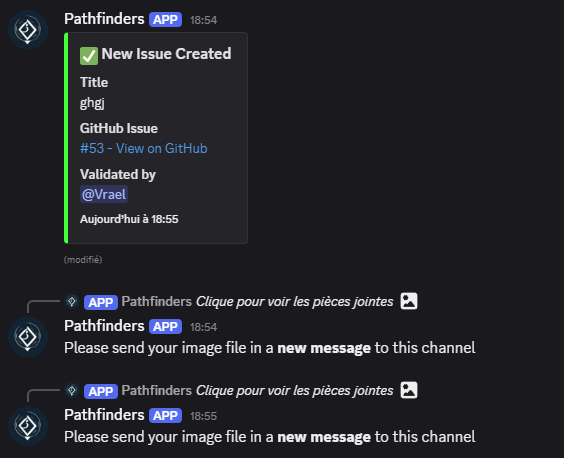 Pathfinders APP 18:54
✅ New Issue Created
Title
ghgj
GitHub Issue
#53 - View on GitHub
Validated by
@Vrael
Aujourd'hui à 18:55
(modifié)
APP Pathfinders Clique pour voir les pièces jointes
Pathfinders APP 18:54
Please send your image file in a new message to this channel
APP Pathfinders Clique pour voir les pièces jointes
Pathfinders APP 18:55
Please send your image file in a new message to this channel